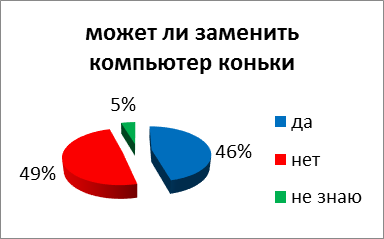 может ли заменить
компьютер коньки
5%
46%
49%
да
нет
не знаю